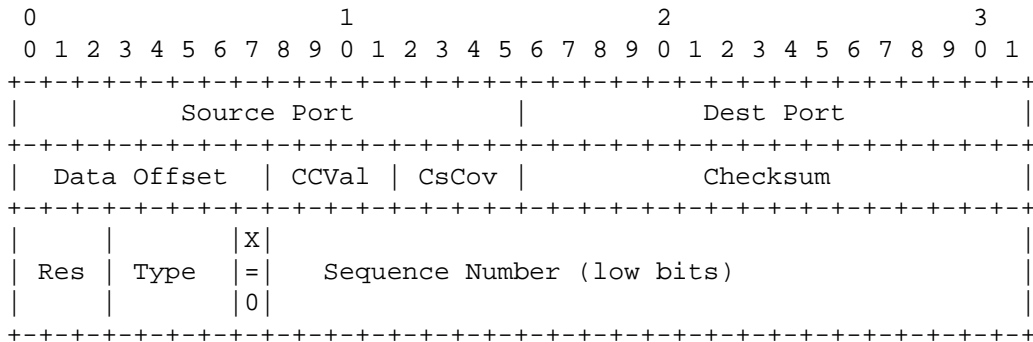 0                   1                   2                   3
 0 1 2 3 4 5 6 7 8 9 0 1 2 3 4 5 6 7 8 9 0 1 2 3 4 5 6 7 8 9 0 1
+-+-+-+-+-+-+-+-+-+-+-+-+-+-+-+-+-+-+-+-+-+-+-+-+-+-+-+-+-+-+-+-+
|          Source Port          |           Dest Port           |
+-+-+-+-+-+-+-+-+-+-+-+-+-+-+-+-+-+-+-+-+-+-+-+-+-+-+-+-+-+-+-+-+
|  Data Offset  | CCVal | CsCov |           Checksum            |
+-+-+-+-+-+-+-+-+-+-+-+-+-+-+-+-+-+-+-+-+-+-+-+-+-+-+-+-+-+-+-+-+
|     |       |X|                                               |
| Res | Type  |=|   Sequence Number (low bits)                  |
|     |       |0|                                               |
+-+-+-+-+-+-+-+-+-+-+-+-+-+-+-+-+-+-+-+-+-+-+-+-+-+-+-+-+-+-+-+-+